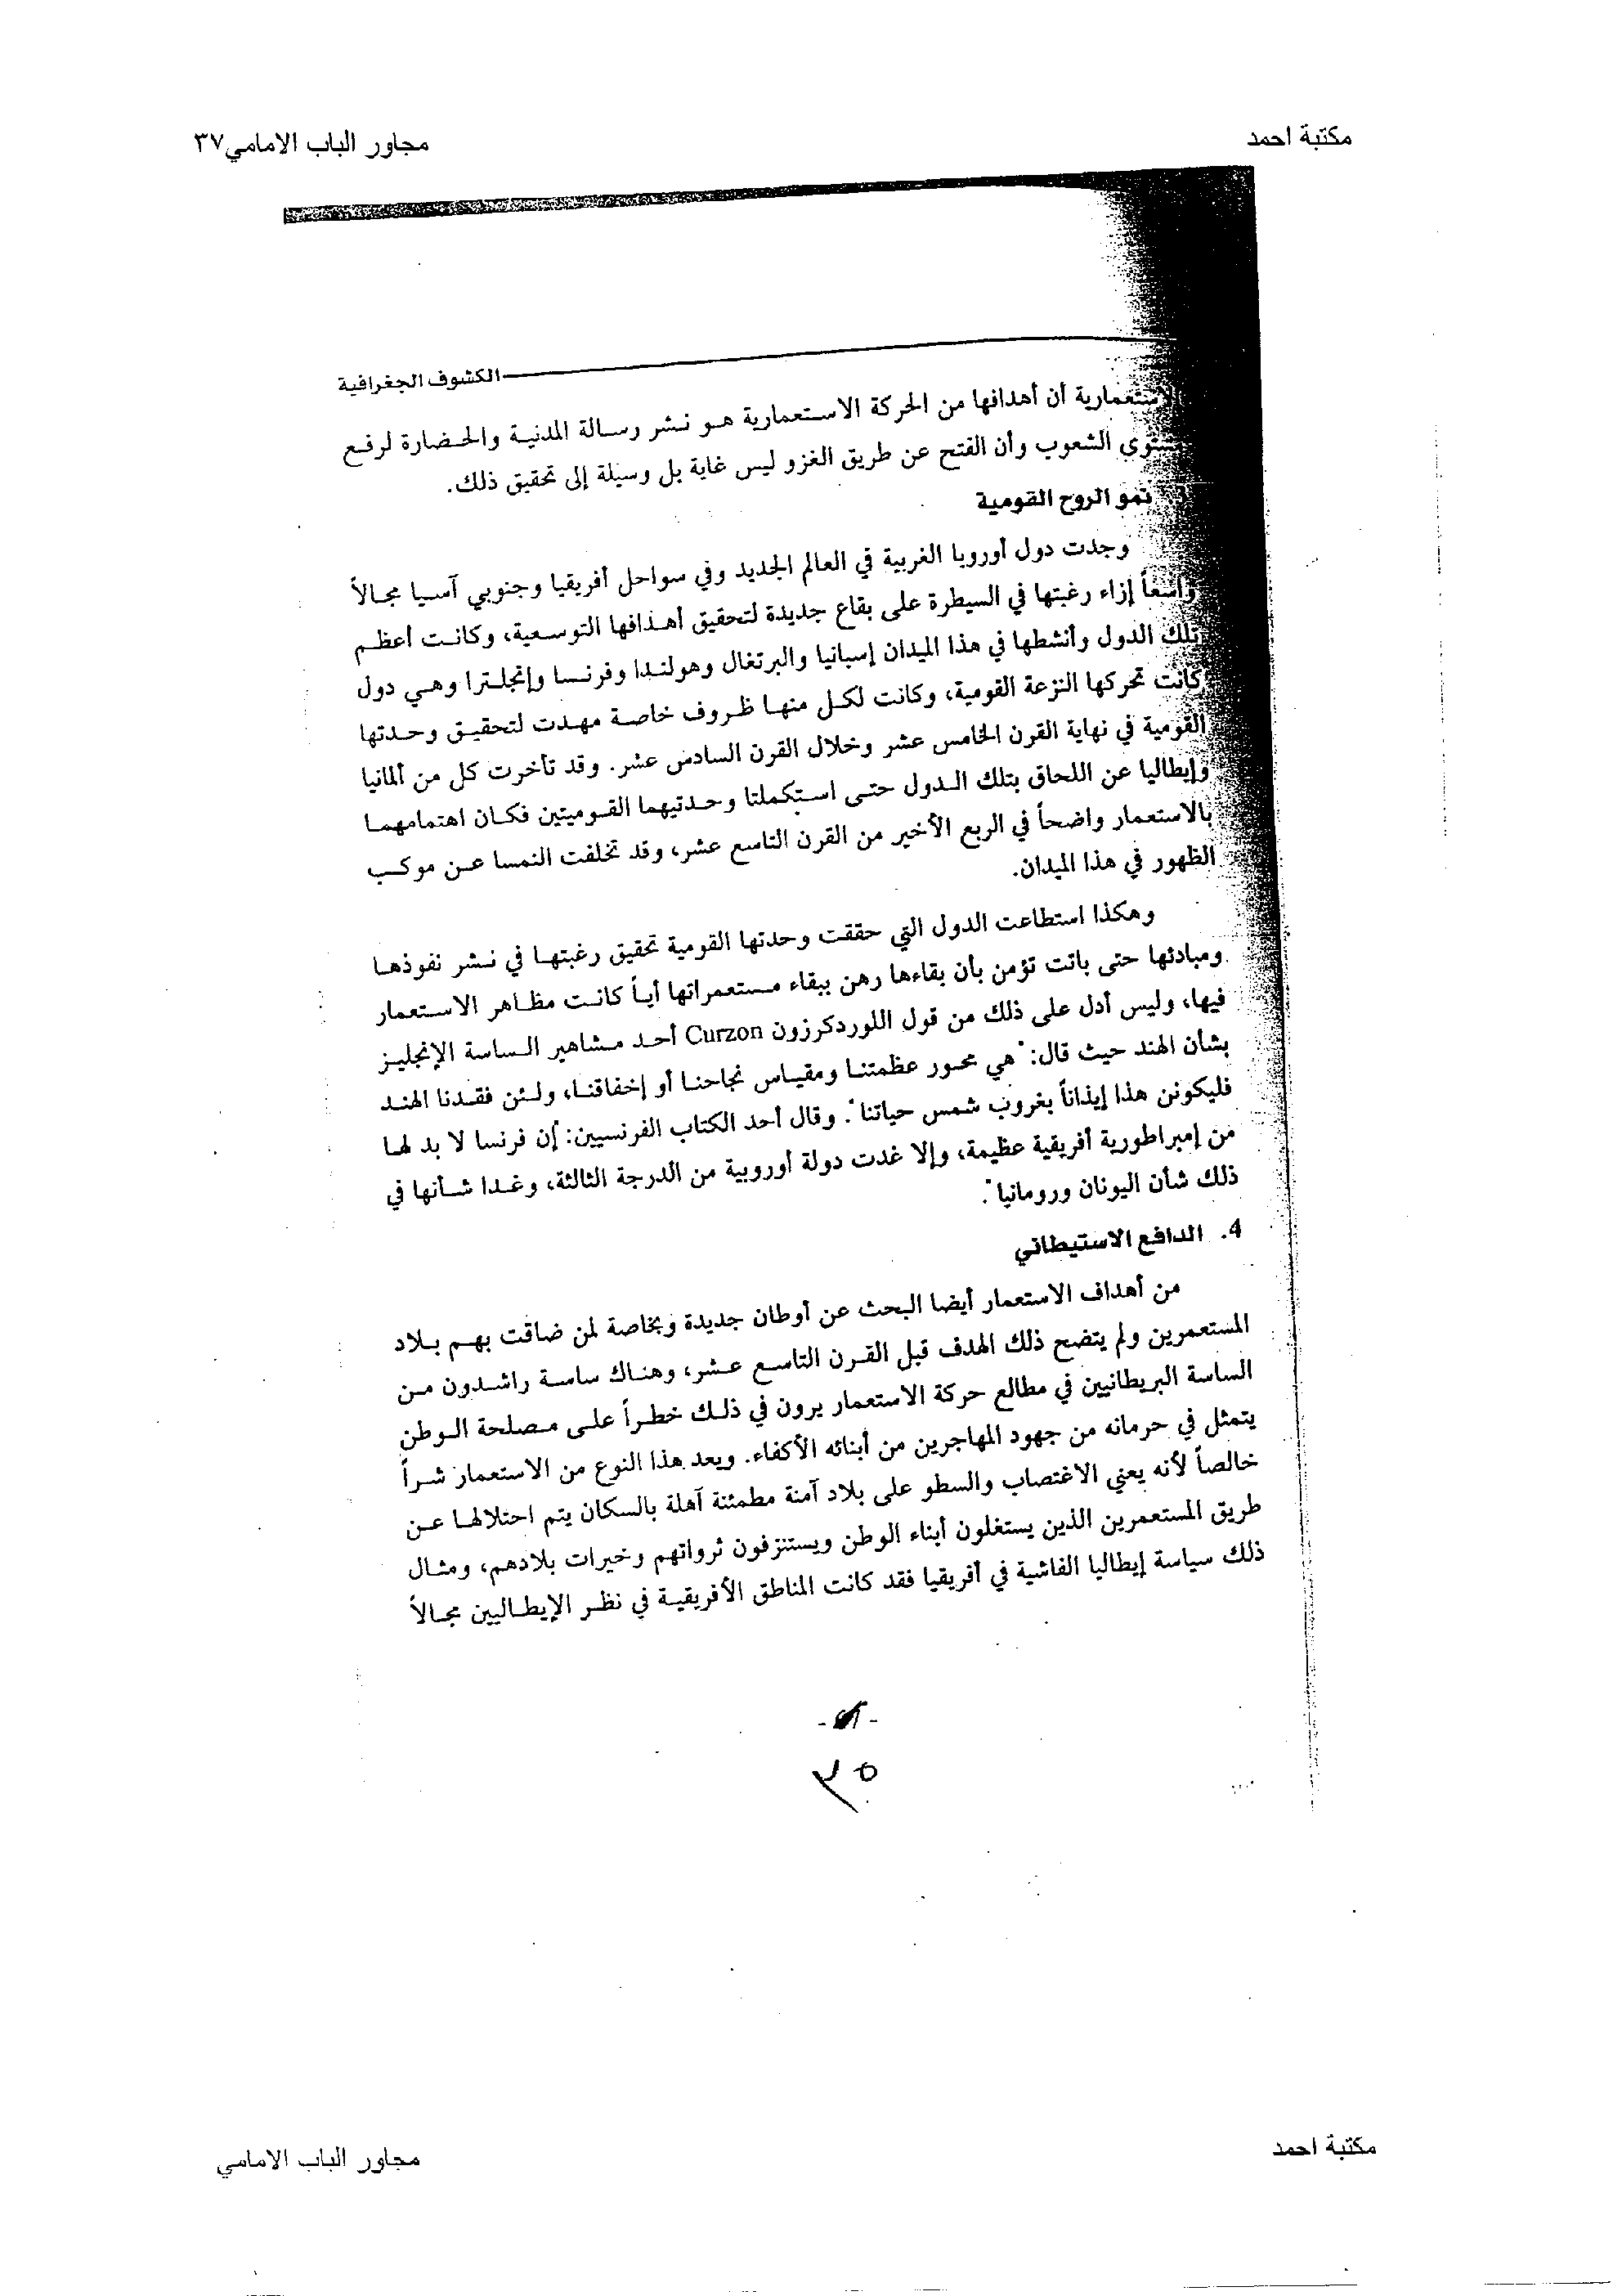 مكتبة احمد
مجاور الباب الامامي٣٧
الكشوف الجغرافية
الاستعمارية أن أهدافها من الحركة الاستعمارية هو نشر رسالة المدنية والحضارة لرفع
مستوى الشعوب وأن الفتح عن طريق الغزو ليس غاية بل وسيلة إلى تحقيق ذلك.
نمو الروح القومية
وجدت دول أوروبا الغربية في العالم الجديد وفي سواحل أفريقيا وجنوبي آسيا مجالاً
واسعاً إزاء رغبتها في السيطرة على بقاع جديدة لتحقيق أهدافها التوسعية، وكانت أعظم
تلك الدول وأنشطها في هذا الميدان إسبانيا والبرتغال وهولندا وفرنسا وإنجلترا وهي دول
كانت تحركها النزعة القومية، وكانت لكل منها ظروف خاصة مهدت لتحقيق وحدتها
القومية في نهاية القرن الخامس عشر وخلال القرن السادس عشر. وقد تأخرت كل من ألمانيا
وإيطاليا عن اللحاق بتلك الدول حتى استكملتا وحدتيهما القوميتين فكان اهتمامهما
بالاستعمار واضحاً في الربع الأخير من القرن التاسع عشر، وقد تخلفت النمسا عن موكب
الظهور في هذا الميدان.
وهكذا استطاعت الدول التي حققت وحدتها القومية تحقيق رغبتها في نشر نفوذها
ومبادئها حتى باتت تؤمن بأن بقاءها رهن ببقاء مستعمراتها أياً كانت مظاهر الاستعمار
فيها، وليس أدل على ذلك من قول اللوردكرزون Curzon أحد مشاهير الساسة الإنجليز
بشأن الهند حيث قال: "هي محور عظمتنا ومقياس نجاحنا أو إخفاقنا، ولئن فقدنا الهند
فليكونن هذا إيذاناً بغروب شمس حياتنا". وقال أحد الكتاب الفرنسيين: "إن فرنسا لا بد لها
من إمبراطورية أفريقية عظيمة، وإلا غدت دولة أوروبية من الدرجة الثالثة، وغدا شأنها في
ذلك شأن اليونان ورومانيا".
4. الدافع الاستيطاني
من أهداف الاستعمار أيضا البحث عن أوطان جديدة وبخاصة لمن ضاقت بهم بلاد
المستعمرين ولم يتضح ذلك الهدف قبل القرن التاسع عشر، وهناك ساسة راشدون من
الساسة البريطانيين في مطالع حركة الاستعمار يرون في ذلك خطراً على مصلحة الوطن
يتمثل في حرمانه من جهود المهاجرين من أبنائه الأكفاء. ويعد هذا النوع من الاستعمار شراً
خالصاً لأنه يعني الاغتصاب والسطو على بلاد آمنة مطمئنة آهلة بالسكان يتم احتلالها عن
طريق المستعمرين الذين يستغلون أبناء الوطن ويستنزفون ثرواتهم وخيرات بلادهم، ومثال
ذلك سياسة إيطاليا الفاشية في أفريقيا فقد كانت المناطق الأفريقية في نظر الإيطاليين مجالاً
٣٥
مكتبة احمد
مجاور الباب الامامي